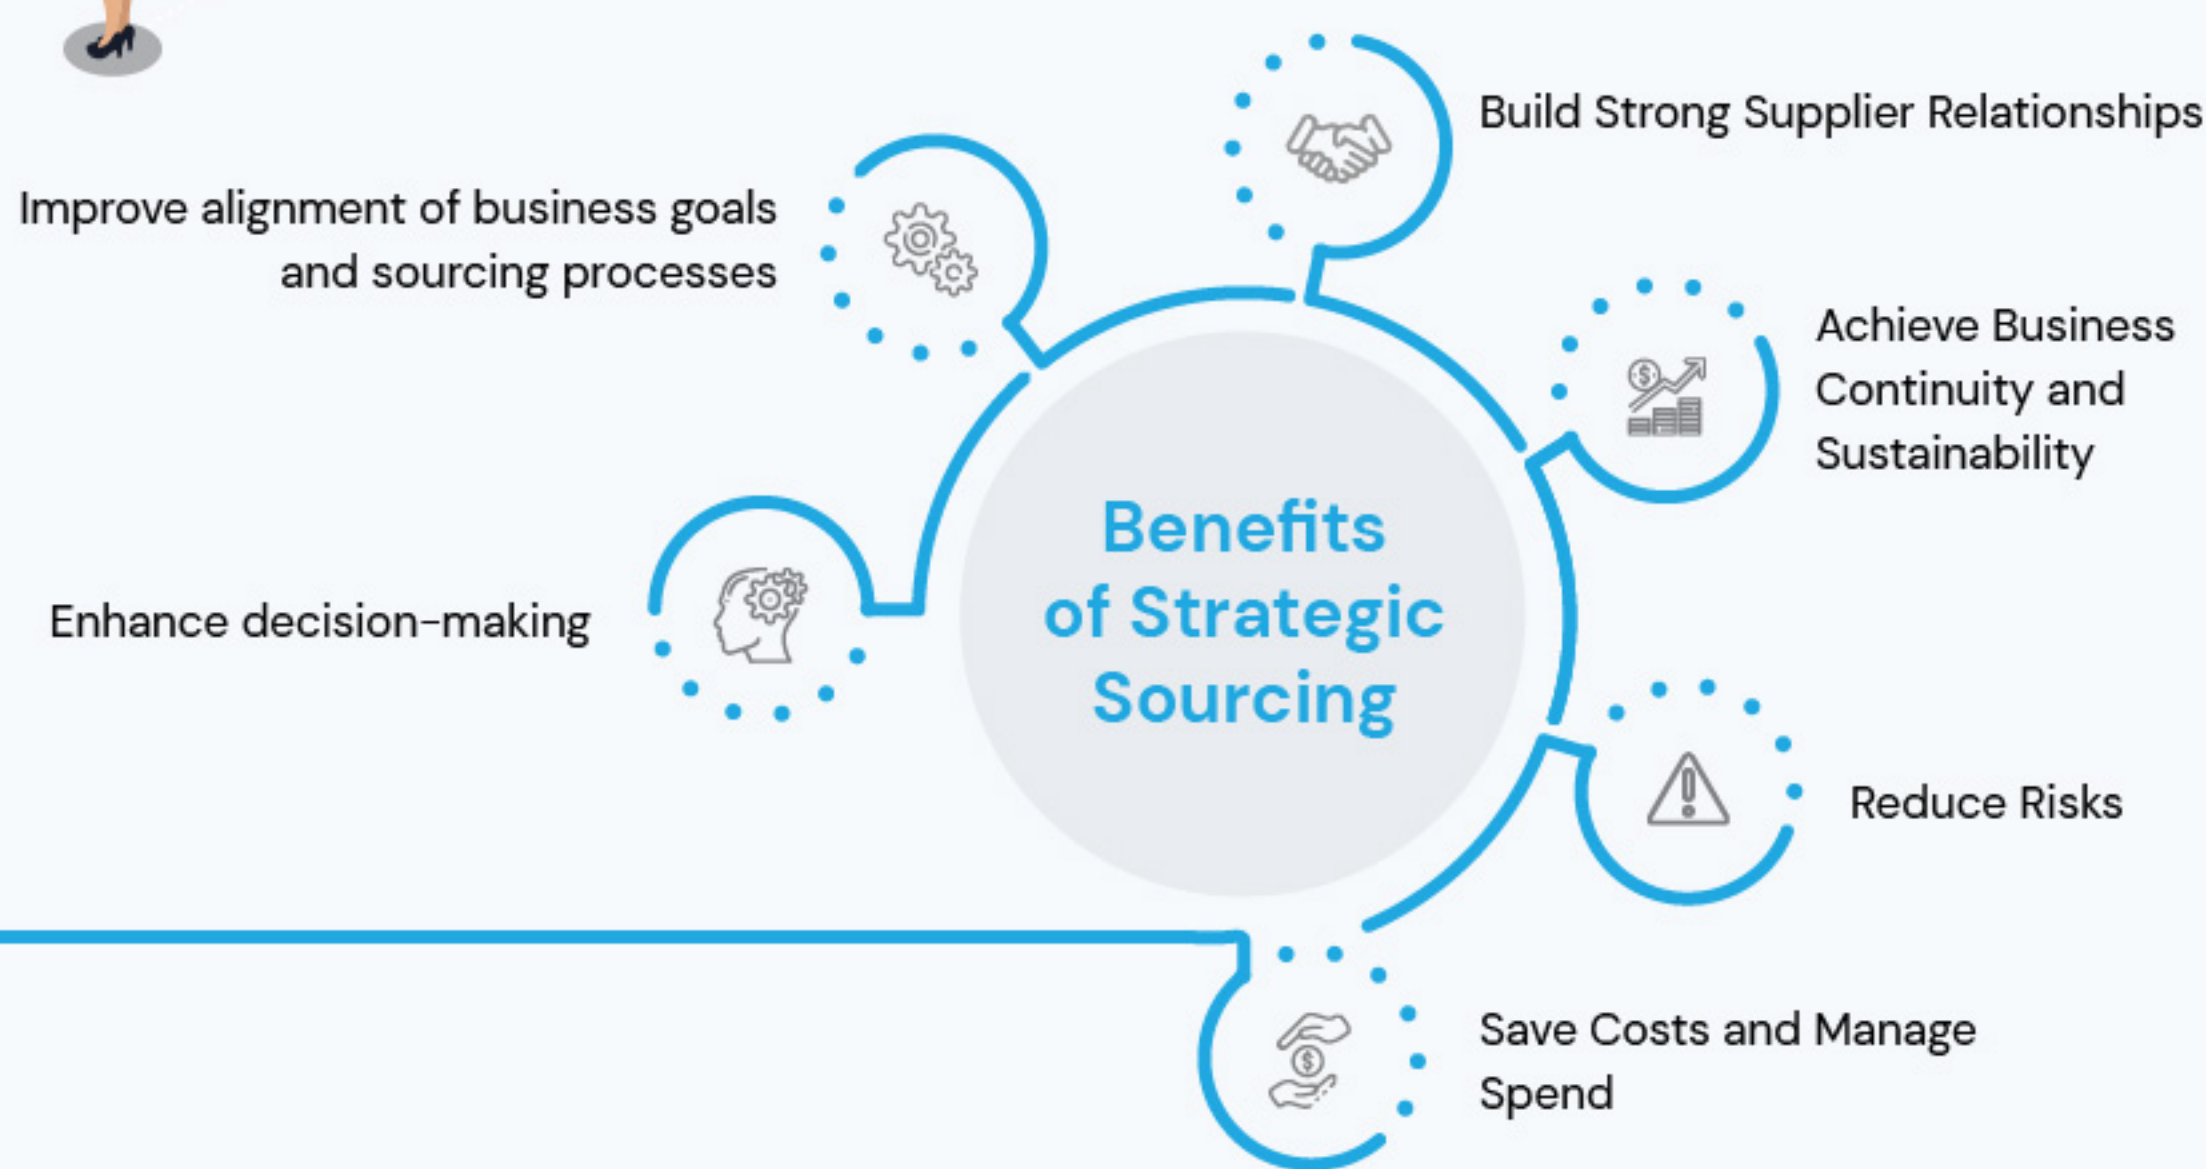 Build Strong Supplier Relationships
Improve alignment of business goals
and sourcing processes
Achieve Business
Continuity and
Sustainability
Benefits
of Strategic
Sourcing
Enhance decision-making
Reduce Risks
Save Costs and Manage
Spend